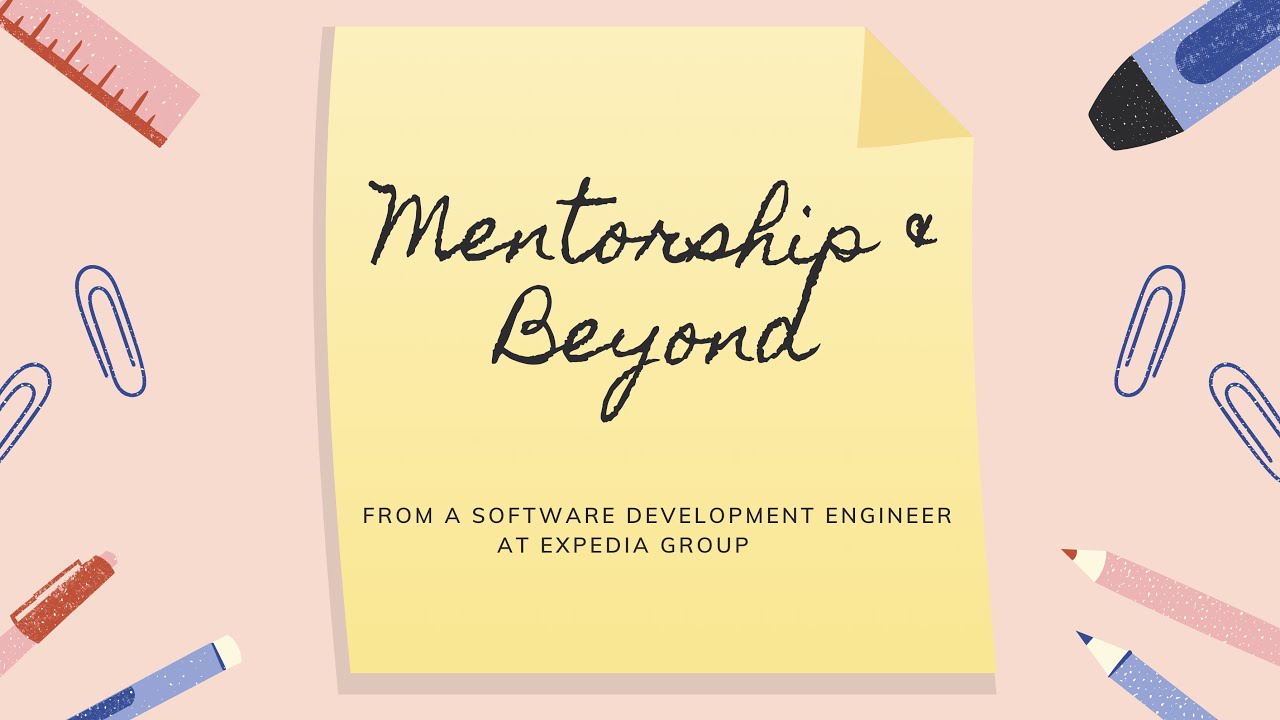 Mentorship &
Beyond
FROM A SOFTWARE DEVELOPMENT ENGINEER
AT EXPEDIA GROUP